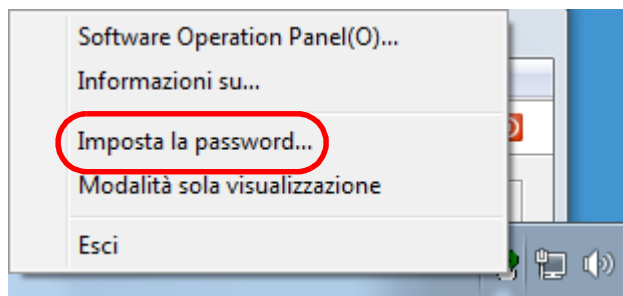 Software Operation Panel(O)...
Informazioni su...
Imposta la password...
Modalità sola visualizzazione
Esci